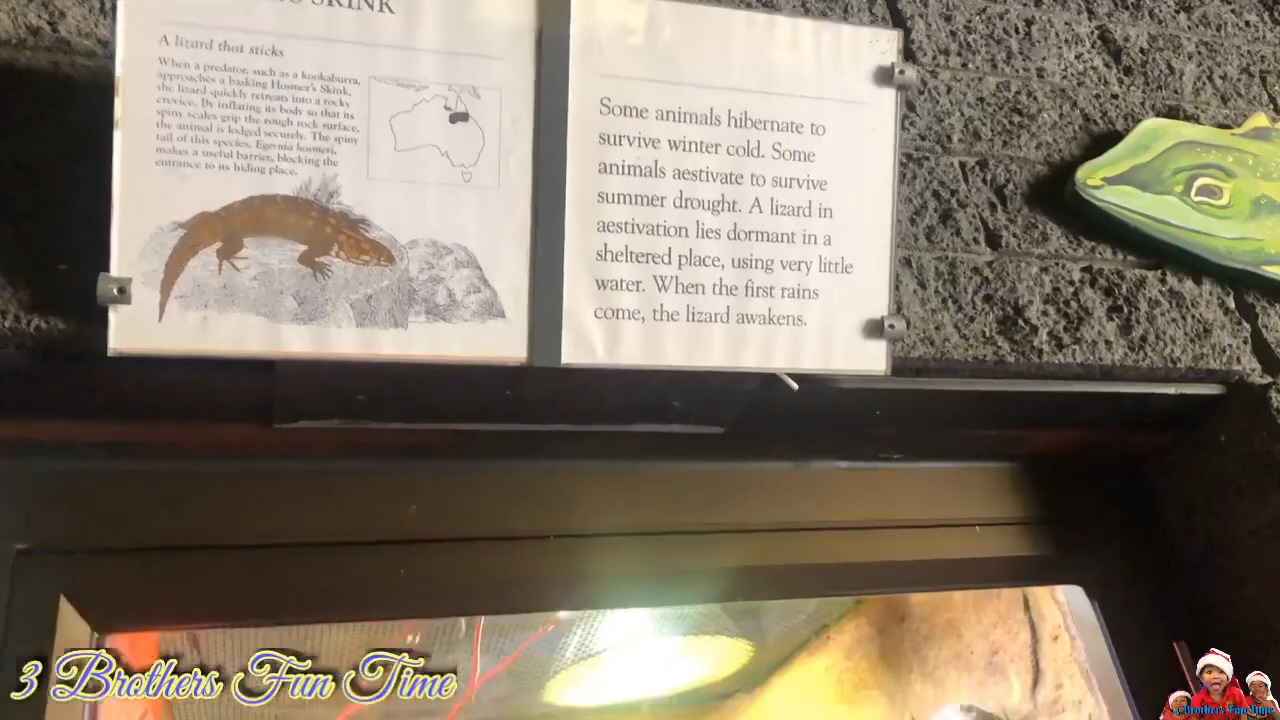 SKINK
A lizard that sticks
When a predator, such as a kookaburra,
approaches a basking Hosmer's Skink,
the lizard quickly retreats into a rocky
crevice. By inflating its body so that its
spiny scales grip the rough rock surface,
the animal is lodged securely. The spiny
tail of this species, Egernia hosmeri,
makes a useful barrier, blocking the
entrance to its hiding place.
Some animals hibernate to
survive winter cold. Some
animals aestivate to survive
summer drought. A lizard in
aestivation lies dormant in a
sheltered place, using very little
water. When the first rains
come, the lizard awakens.
3 Brothers Fun Time
3 Brothers Fun Time